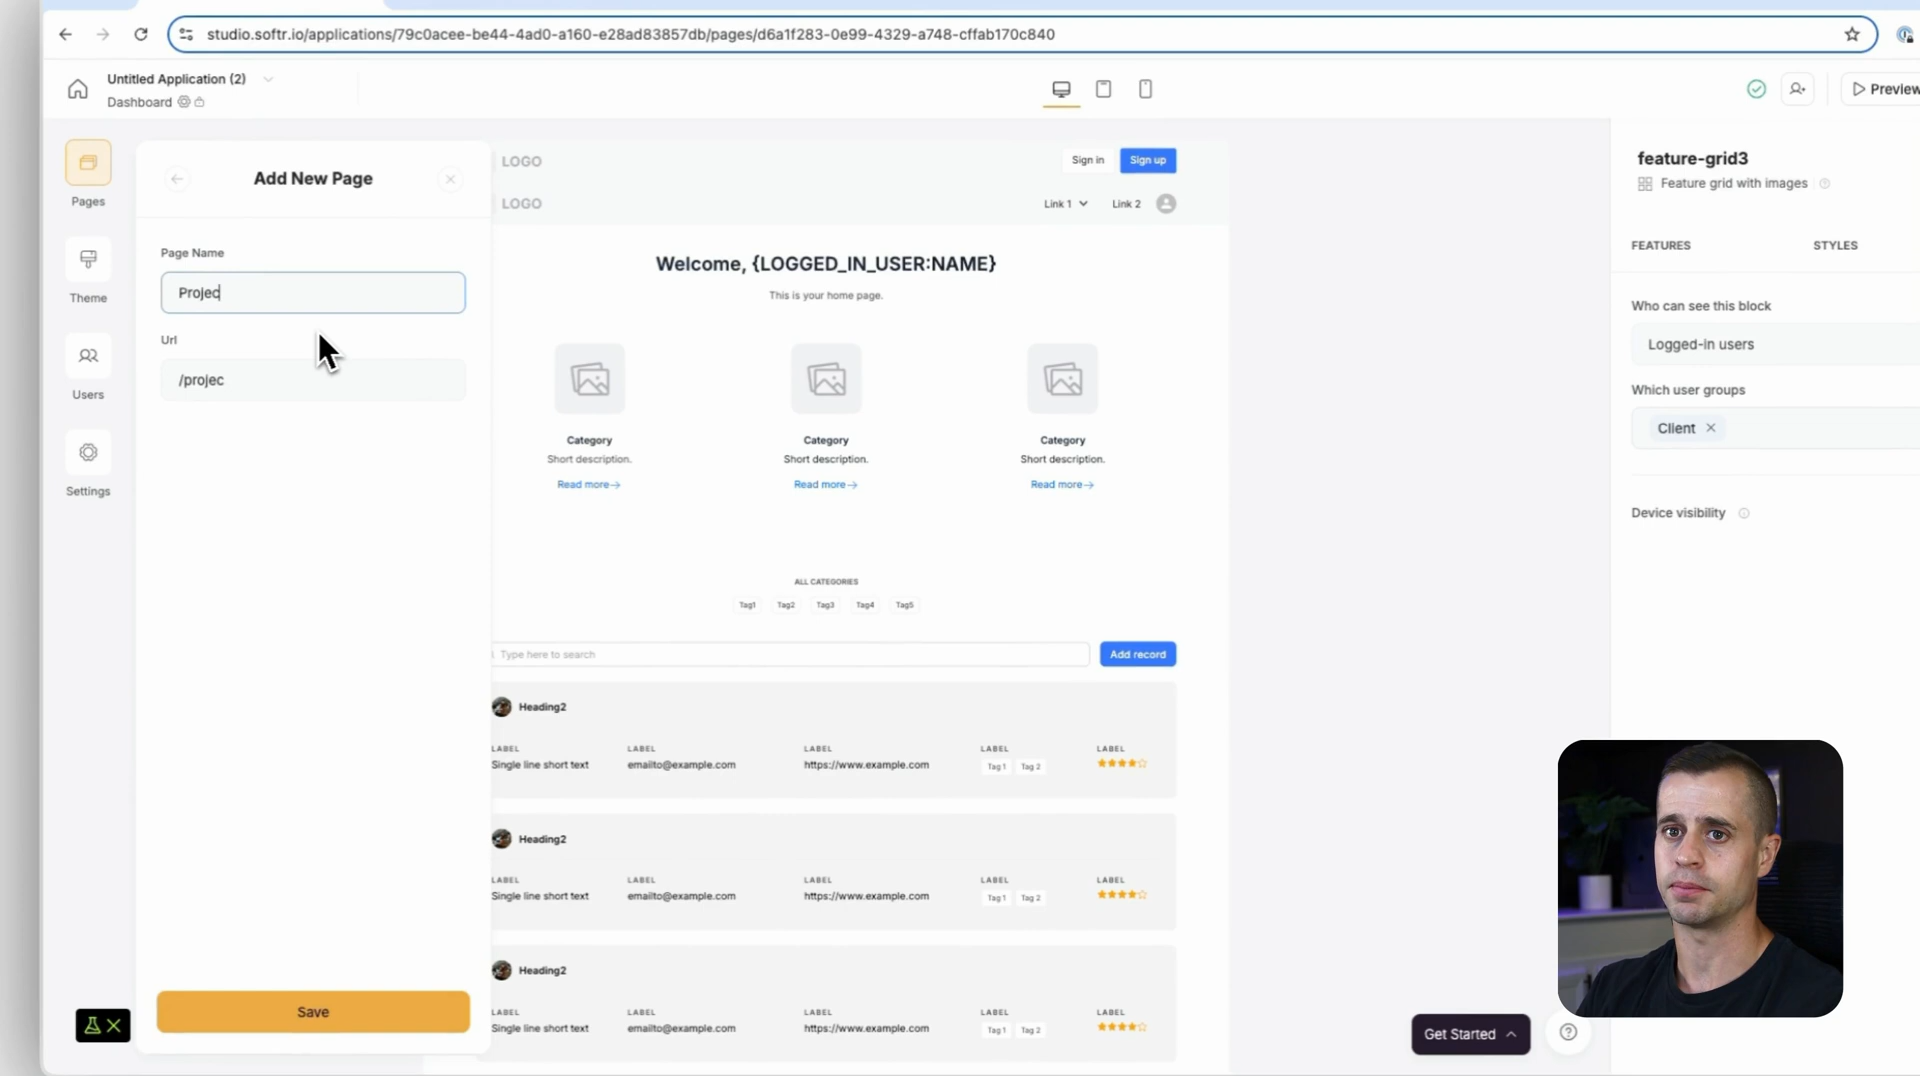 studio.softr.io/applications/79c0acee-be44-4ad0-a160-e28ad83857db/pages/d6a1f283-0e99-4329-a748-cffab170c840
Untitled Application (2)
Dashboard
Preview
Pages
Theme
Users
Settings
Add New Page
Page Name
Projec
Url
/projec
Save
LOGO
Sign in
Sign up
LOGO
Link 1
Link 2
Welcome, {LOGGED_IN_USER:NAME}
This is your home page.
Category
Category
Category
Short description.
Short description.
Short description.
Read more→
Read more→
Read more→
ALL CATEGORIES
Tag1 Tag2 Tag3 Tag4 Tag5
Type here to search
Add record
Heading2
LABEL LABEL LABEL LABEL LABEL
Single line short text emailto@example.com https://www.example.com Tag 1 Tag 2
Heading2
LABEL LABEL LABEL LABEL LABEL
Single line short text emailto@example.com https://www.example.com Tag 1 Tag 2
Heading2
LABEL LABEL LABEL LABEL LABEL
Single line short text emailto@example.com https://www.example.com Tag 1 Tag 2
feature-grid3
Feature grid with images
FEATURES
STYLES
Who can see this block
Logged-in users
Which user groups
Client
Device visibility
Get Started